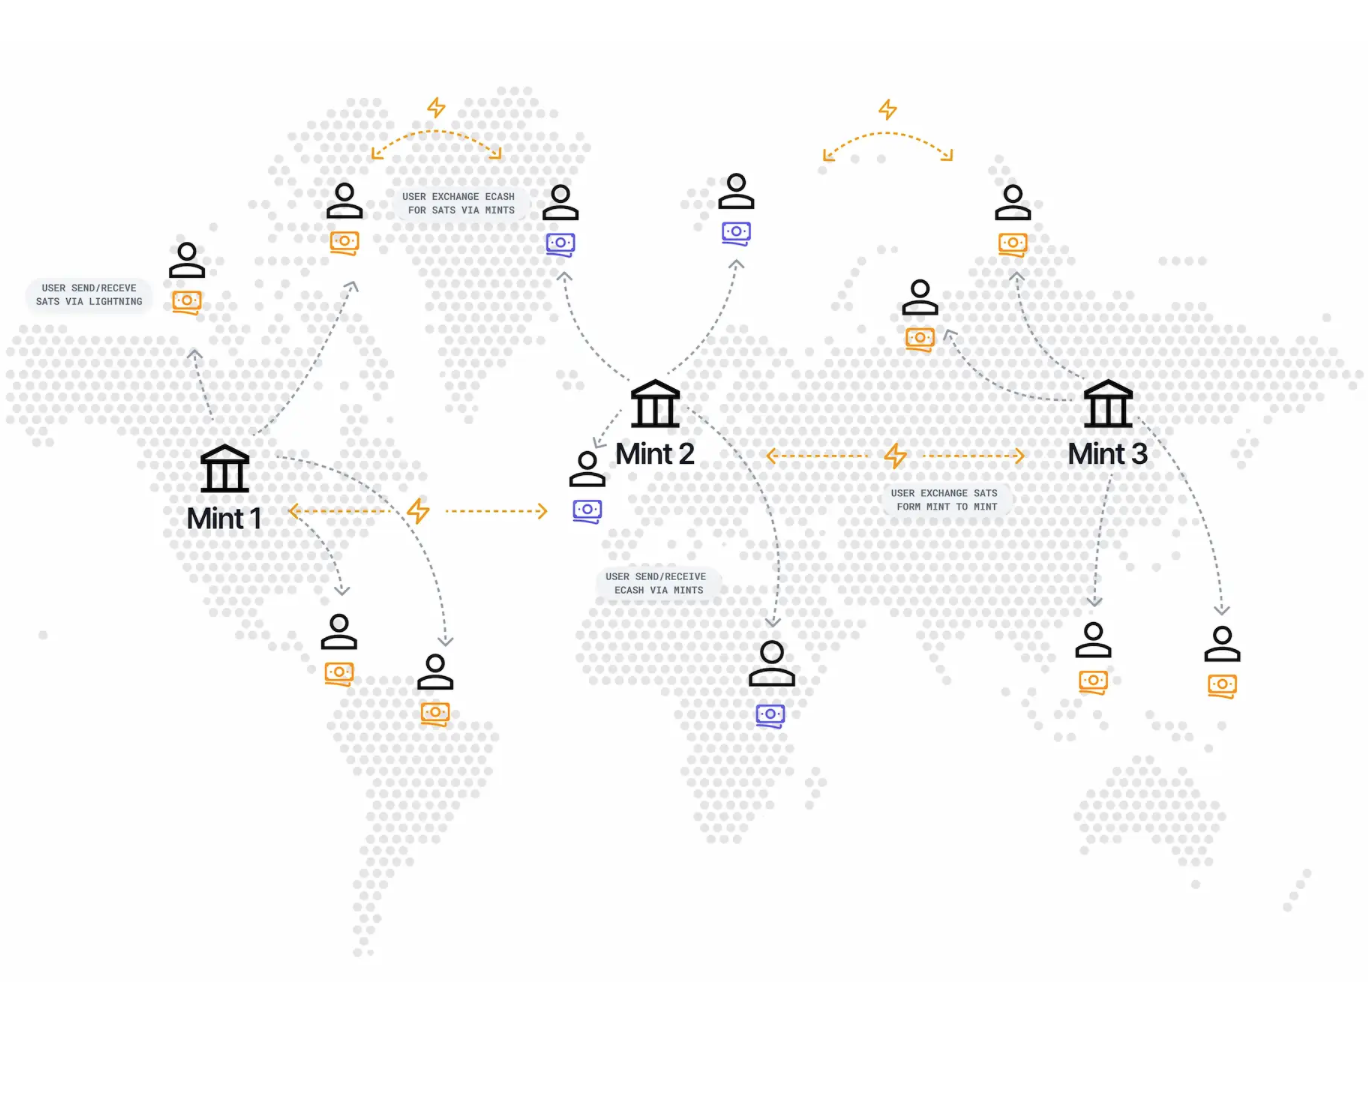 USER EXCHANGE ECASH
FOR SATS VIA MINTS
USER SEND/RECEVE
SATS VIA LIGHTNING
Mint 2
Mint 3
Mint 1
USER EXCHANGE SATS
FORM MINT TO MINT
USER SEND/RECEIVE
ECASH VIA MINTS